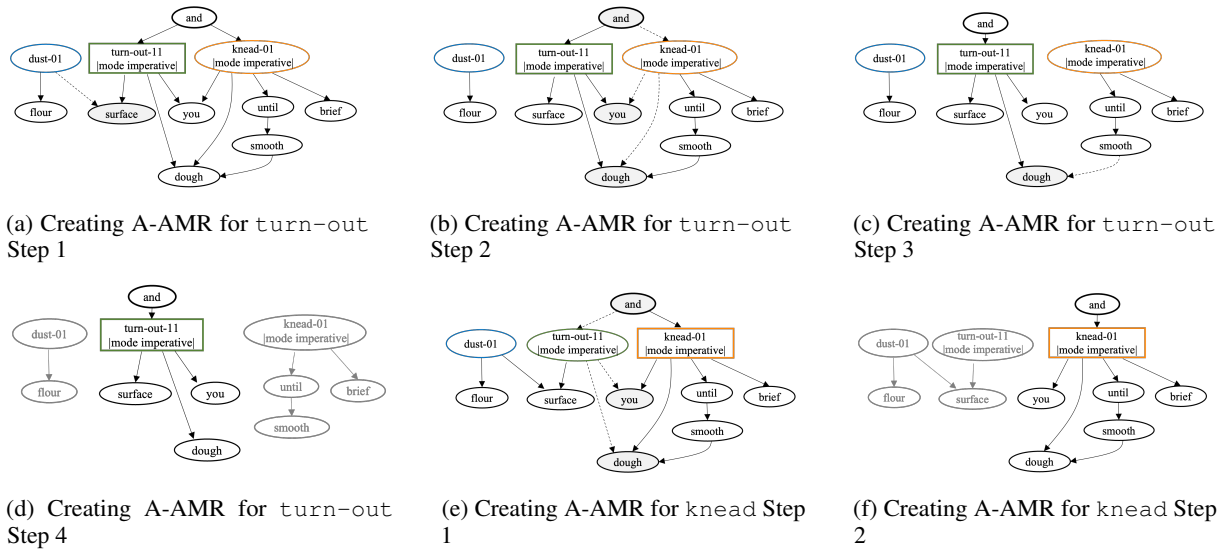 and
dust-01
turn-out-11
|mode imperative|
knead-01
|mode imperative|
flour
surface
you
until
brief
smooth
dough
(a) Creating A-AMR for turn-out
Step 1
and
dust-01
turn-out-11
|mode imperative|
knead-01
|mode imperative|
flour
surface
you
until
brief
smooth
dough
(b) Creating A-AMR for turn-out
Step 2
and
dust-01
turn-out-11
|mode imperative|
knead-01
|mode imperative|
flour
surface
you
until
brief
smooth
dough
(c) Creating A-AMR for turn-out
Step 3
and
dust-01
turn-out-11
|mode imperative|
knead-01
|mode imperative|
flour
surface
you
until
brief
smooth
dough
(d) Creating A-AMR for turn-out
Step 4
and
dust-01
turn-out-11
|mode imperative|
knead-01
|mode imperative|
flour
surface
you
until
brief
smooth
dough
(e) Creating A-AMR for knead Step
1
and
dust-01
turn-out-11
|mode imperative|
knead-01
|mode imperative|
flour
surface
you
until
brief
smooth
dough
(f) Creating A-AMR for knead Step
2